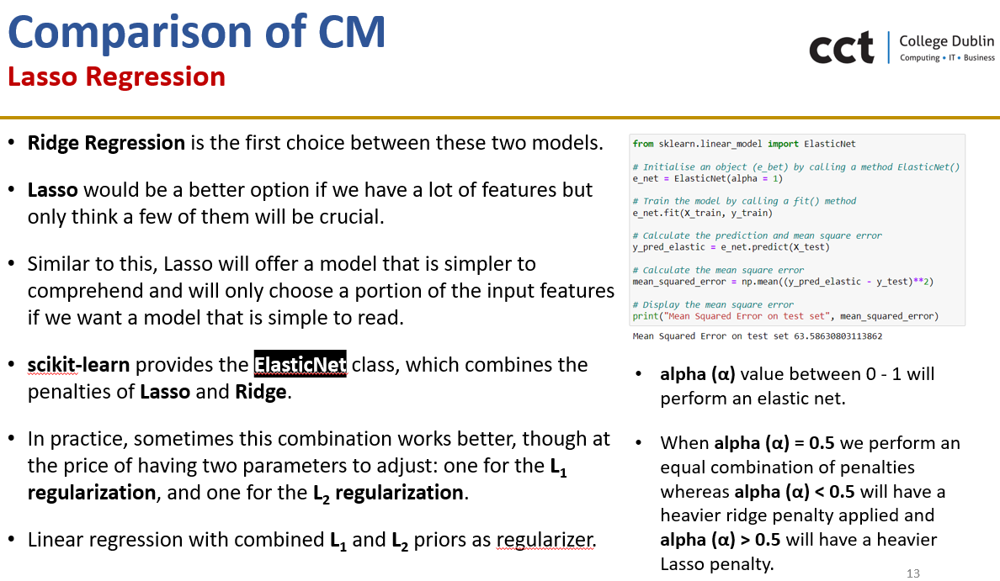 Comparison of CM
Lasso Regression
cct
College Dublin
Computing • IT • Business
• Ridge Regression is the first choice between these two models.
• Lasso would be a better option if we have a lot of features but
only think a few of them will be crucial.
• Similar to this, Lasso will offer a model that is simpler to
comprehend and will only choose a portion of the input features
if we want a model that is simple to read.
• scikit-learn provides the ElasticNet class, which combines the
penalties of Lasso and Ridge.
• In practice, sometimes this combination works better, though at
the price of having two parameters to adjust: one for the L1
regularization, and one for the L2 regularization.
• Linear regression with combined L1 and L2 priors as regularizer.
from sklearn.linear_model import ElasticNet
# Initialise an object (e_bet) by calling a method ElasticNet()
e_net = ElasticNet(alpha = 1)
# Train the model by calling a fit() method
e_net.fit(X_train, y_train)
# Calculate the prediction and mean square error
y_pred_elastic = e_net.predict(X_test)
# Calculate the mean square error
mean_squared_error = np.mean((y_pred_elastic - y_test)**2)
# Display the mean square error
print("Mean Squared Error on test set", mean_squared_error)
Mean Squared Error on test set 63.58630803113862
• alpha (α) value between 0 - 1 will
perform an elastic net.
• When alpha (α) = 0.5 we perform an
equal combination of penalties
whereas alpha (α) < 0.5 will have a
heavier ridge penalty applied and
alpha (α) > 0.5 will have a heavier
Lasso penalty.
13